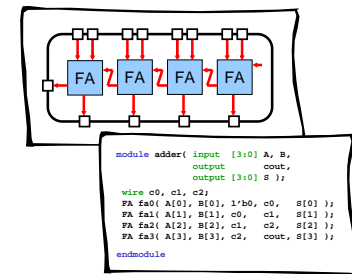 FA FA FA FA
module adder( input [3:0] A, B,
output cout,
output [3:0] S );
wire c0, c1, c2;
FA fa0( A[0], B[0], 1'b0, c0, S[0] );
FA fa1( A[1], B[1], c0, c1, S[1] );
FA fa2( A[2], B[2], c1, c2, S[2] );
FA fa3( A[3], B[3], c2, cout, S[3] );
endmodule